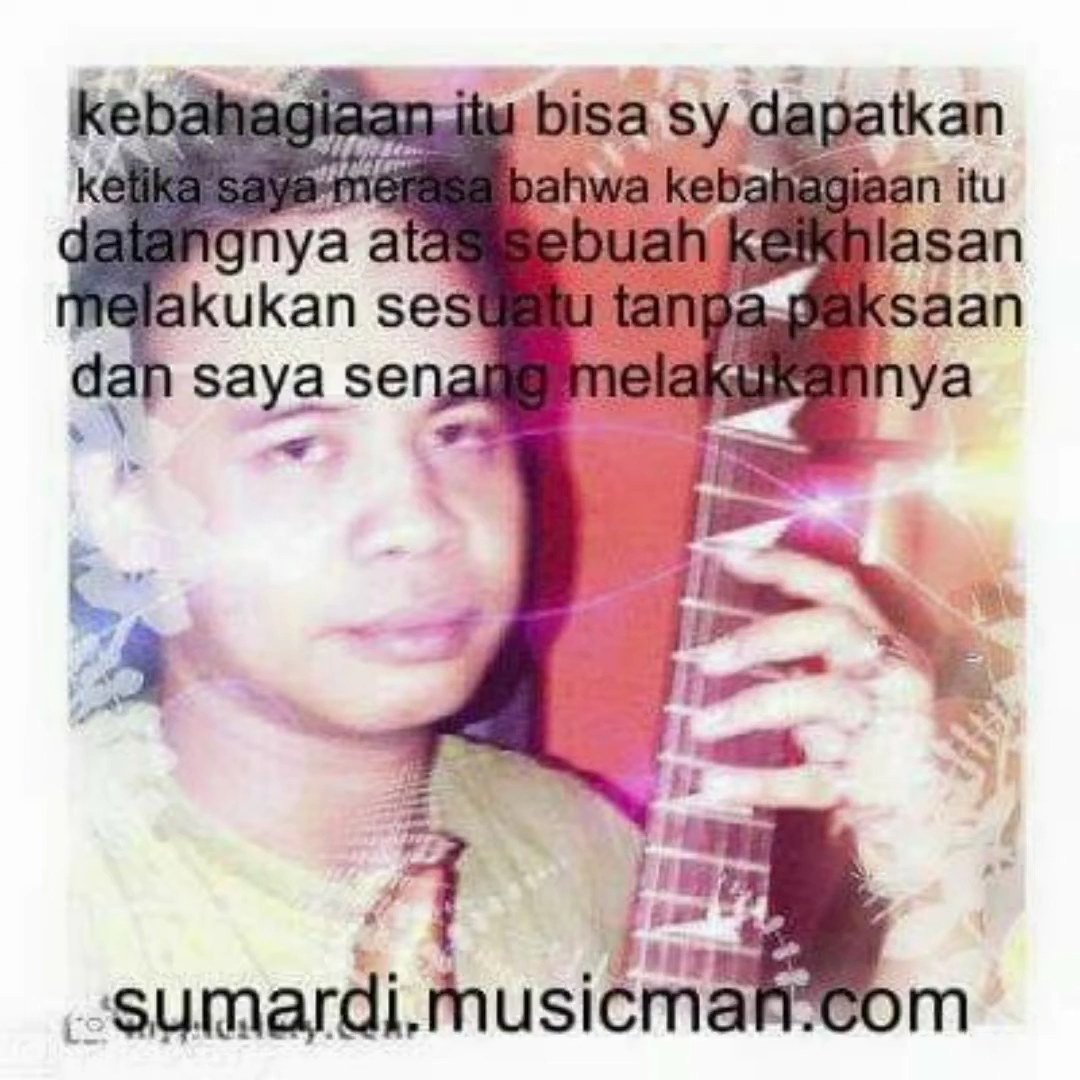 kebahagiaan itu bisa sy dapatkan
ketika saya merasa bahwa kebahagiaan itu
datangnya atas sebuah keikhlasan
melakukan sesuatu tanpa paksaan
dan saya senang melakukannya
sumardi.musicman.com